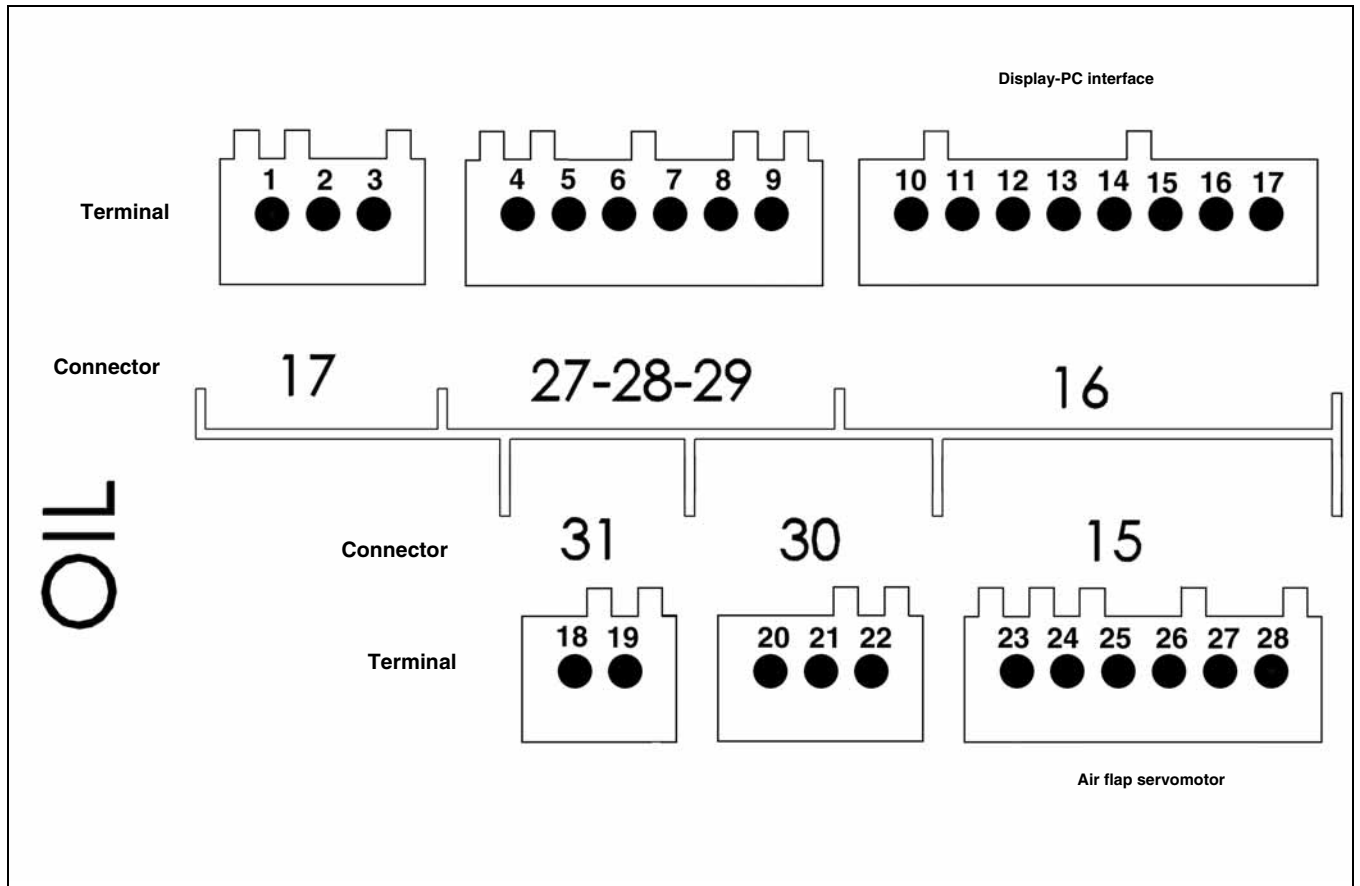 Display-PC interface
1 2 3 4 5 6 7 8 9 10 11 12 13 14 15 16 17
Terminal
Connector 17 27-28-29 16
OIL
Connector 31 30 15
18 19 20 21 22 23 24 25 26 27 28
Terminal
Air flap servomotor